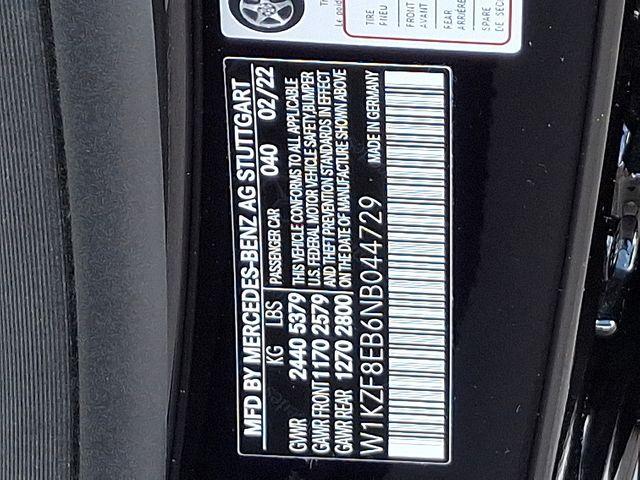 MFD BY MERCEDES-BENZ AG STUTTGART
KG LBS PASSENGER CAR 040 02/22
GVWR 2440 5379 THIS VEHICLE CONFORMS TO ALL APPLICABLE
GAWR FRONT 1170 2579 U.S. FEDERAL MOTOR VEHICLE SAFETY, BUMPER
AND THEFT PREVENTION STANDARDS IN EFFECT
GAWR REAR 1270 2800 ON THE DATE OF MANUFACTURE SHOWN ABOVE
W1KZF8EB6NB044729 MADE IN GERMANY
TIRE
PNEU
FRONT
AVANT
REAR
ARRIÈRE
SPARE
DE SEC